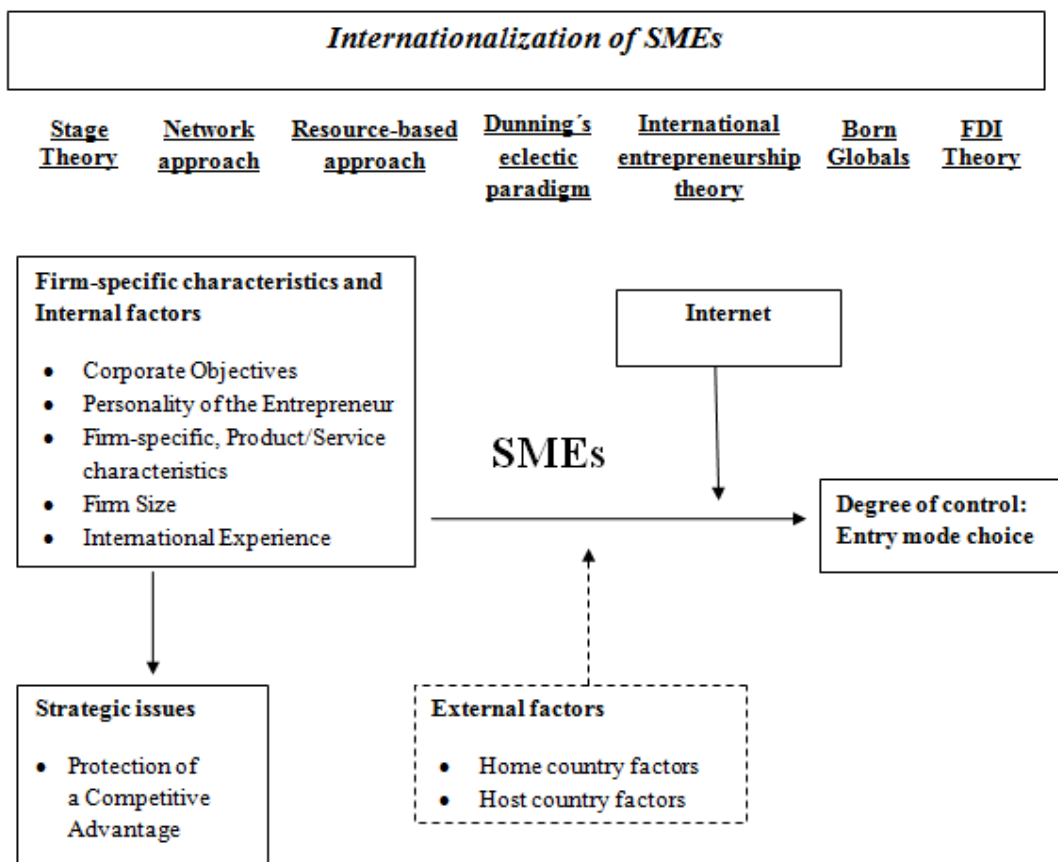 Internationalization of SMEs
Stage
Theory
Network
approach
Resource-based
approach
Dunning´s
eclectic
paradigm
International
entrepreneurship
theory
Born
Globals
FDI
Theory
Firm-specific characteristics and
Internal factors
• Corporate Objectives
• Personality of the Entrepreneur
• Firm-specific, Product/Service
characteristics
• Firm Size
• International Experience
Internet
SMEs
Degree of control:
Entry mode choice
Strategic issues
• Protection of
a Competitive
Advantage
External factors
• Home country factors
• Host country factors